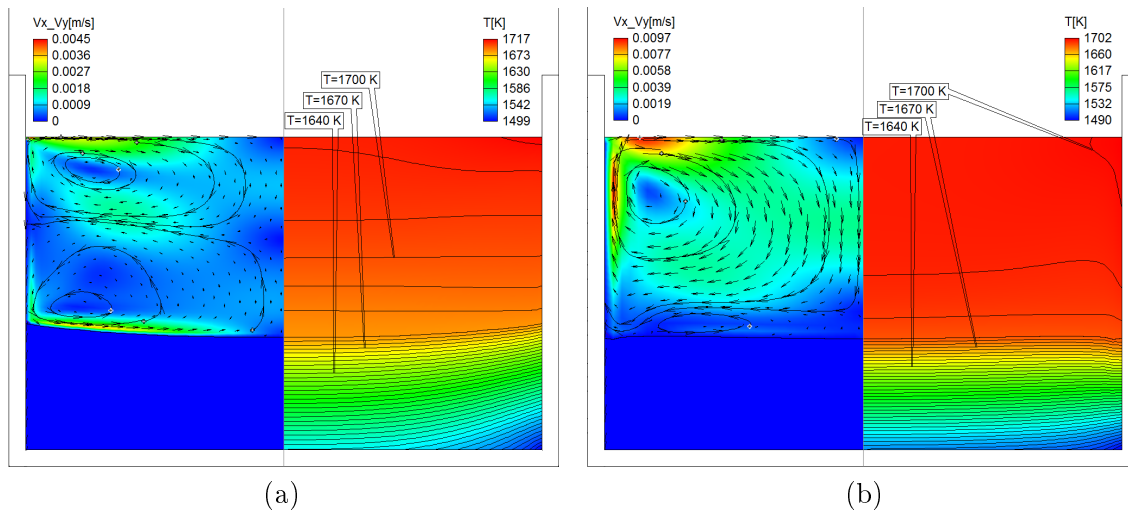 Vx_Vy[m/s]
0.0045
0.0036
0.0027
0.0018
0.0009
0
T[K]
1717
1673
1630
1586
1542
1499
T=1700 K
T=1670 K
T=1640 K
(a)
Vx_Vy[m/s]
0.0097
0.0077
0.0058
0.0039
0.0019
0
T[K]
1702
1660
1617
1575
1532
1490
T=1700 K
T=1670 K
T=1640 K
(b)